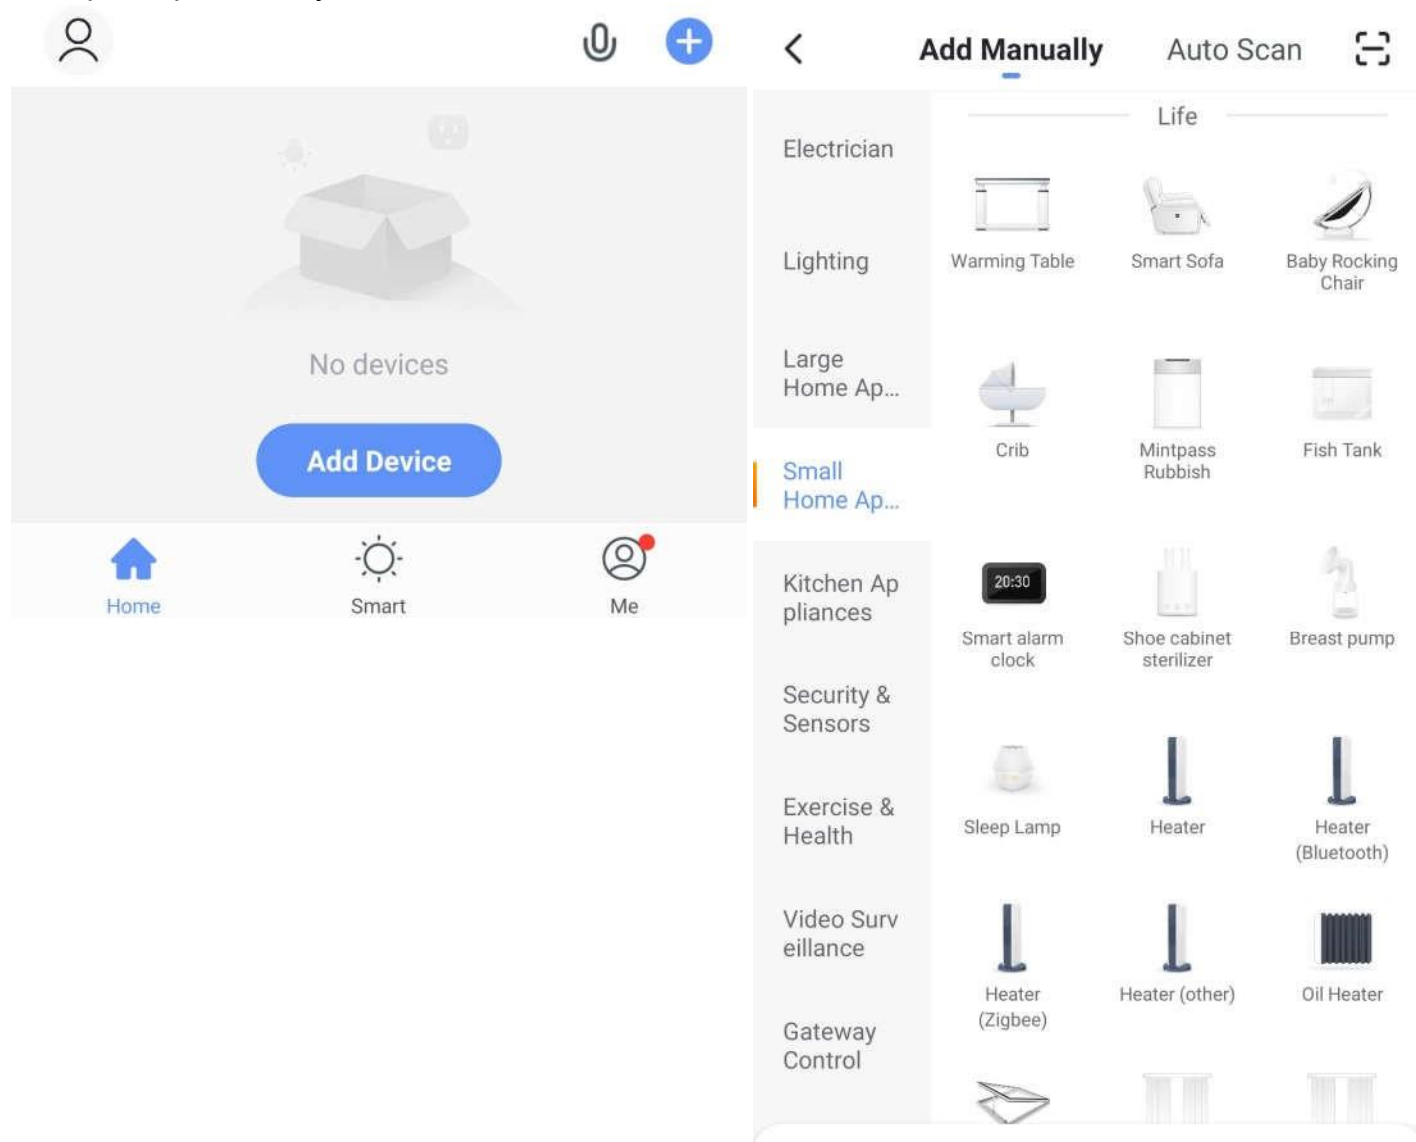 No devices
Add Device
Home
Smart
Me
Add Manually
Auto Scan
Electrician
Lighting
Large
Home Ap...
Small
Home Ap...
Kitchen Ap
pliances
Security &
Sensors
Exercise &
Health
Video Surv
eillance
Gateway
Control
Life
Warming Table
Smart Sofa
Baby Rocking
Chair
Crib
Mintpass
Rubbish
Fish Tank
20:30
Smart alarm
clock
Shoe cabinet
sterilizer
Breast pump
Sleep Lamp
Heater
Heater
(Bluetooth)
Heater
(Zigbee)
Heater (other)
Oil Heater